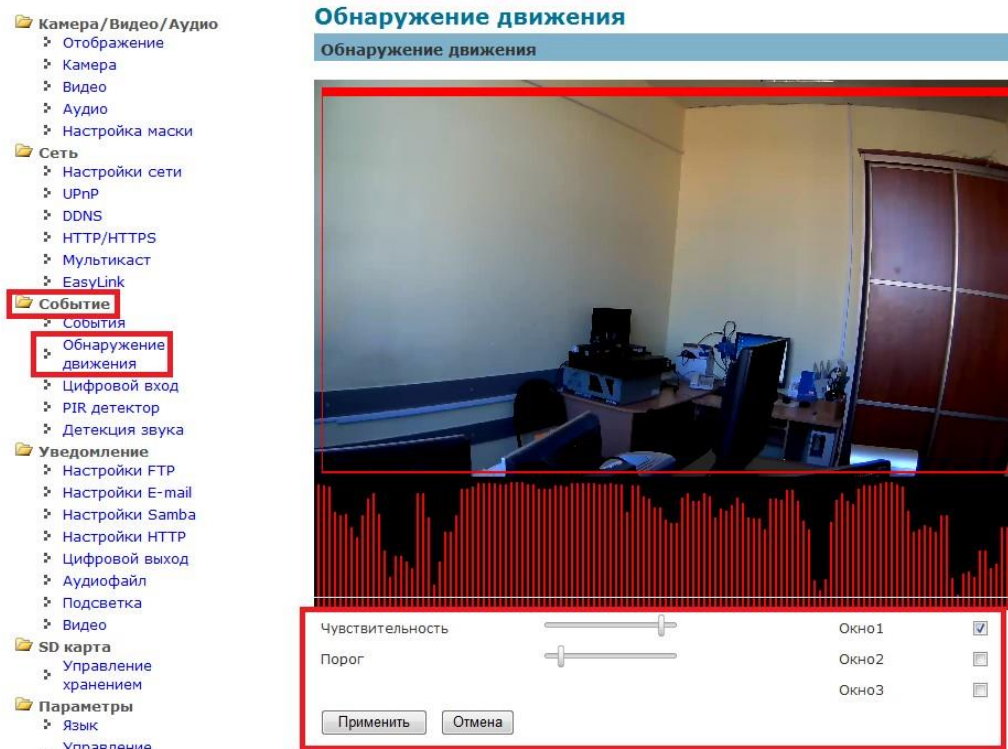 Камера/Видео/Аудио
Отображение
Камера
Видео
Аудио
Настройка маски
Сеть
Настройки сети
UPnP
DDNS
HTTP/HTTPS
Мультикаст
EasyLink
Событие
События
Обнаружение
движения
Цифровой вход
PIR детектор
Детекция звука
Уведомление
Настройки FTP
Настройки E-mail
Настройки Samba
Настройки HTTP
Цифровой выход
Аудиофайл
Подсветка
Видео
SD карта
Управление
хранением
Параметры
Язык
Управление
Обнаружение движения
Обнаружение движения
Чувствительность
Окно1
Порог
Окно2
Окно3
Применить Отмена